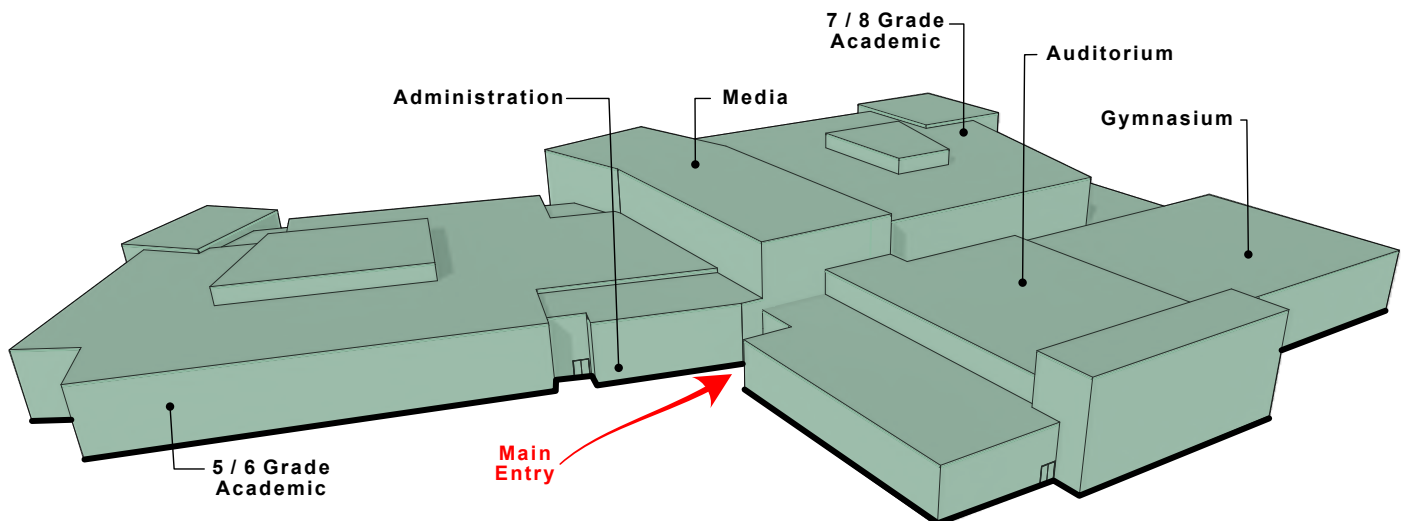 7 / 8 Grade
Academic
Auditorium
Administration
Media
Gymnasium
Main
Entry
5 / 6 Grade
Academic